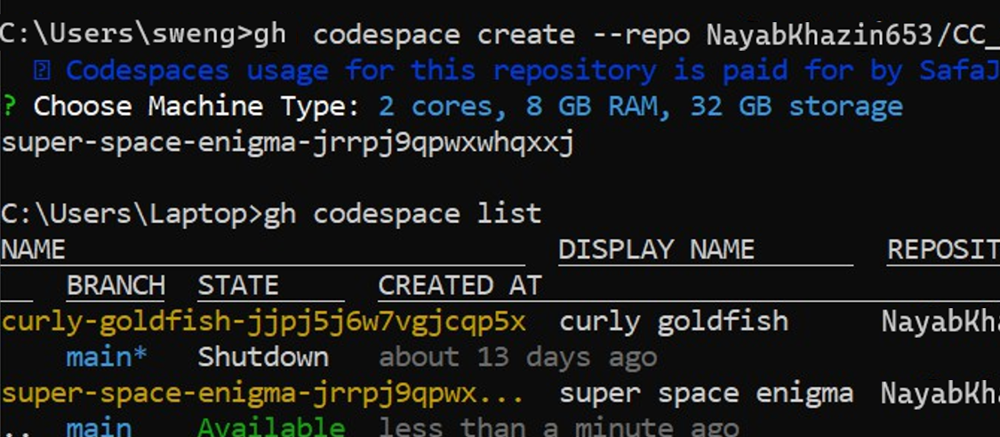 C:\Users\sweng>gh codespace create --repo NayabKhazin653/CC_
Codespaces usage for this repository is paid for by SafaJ
? Choose Machine Type: 2 cores, 8 GB RAM, 32 GB storage
super-space-enigma-jrrpj9qpwxwhqxxj
C:\Users\Laptop>gh codespace list
NAME DISPLAY NAME REPOSIT
BRANCH STATE CREATED AT
curly-goldfish-jjpj5j6w7vgjcqp5x curly goldfish NayabKha
main* Shutdown about 13 days ago
super-space-enigma-jrrpj9qpwx... super space enigma NayabKha
.. main Available less than a minute ago